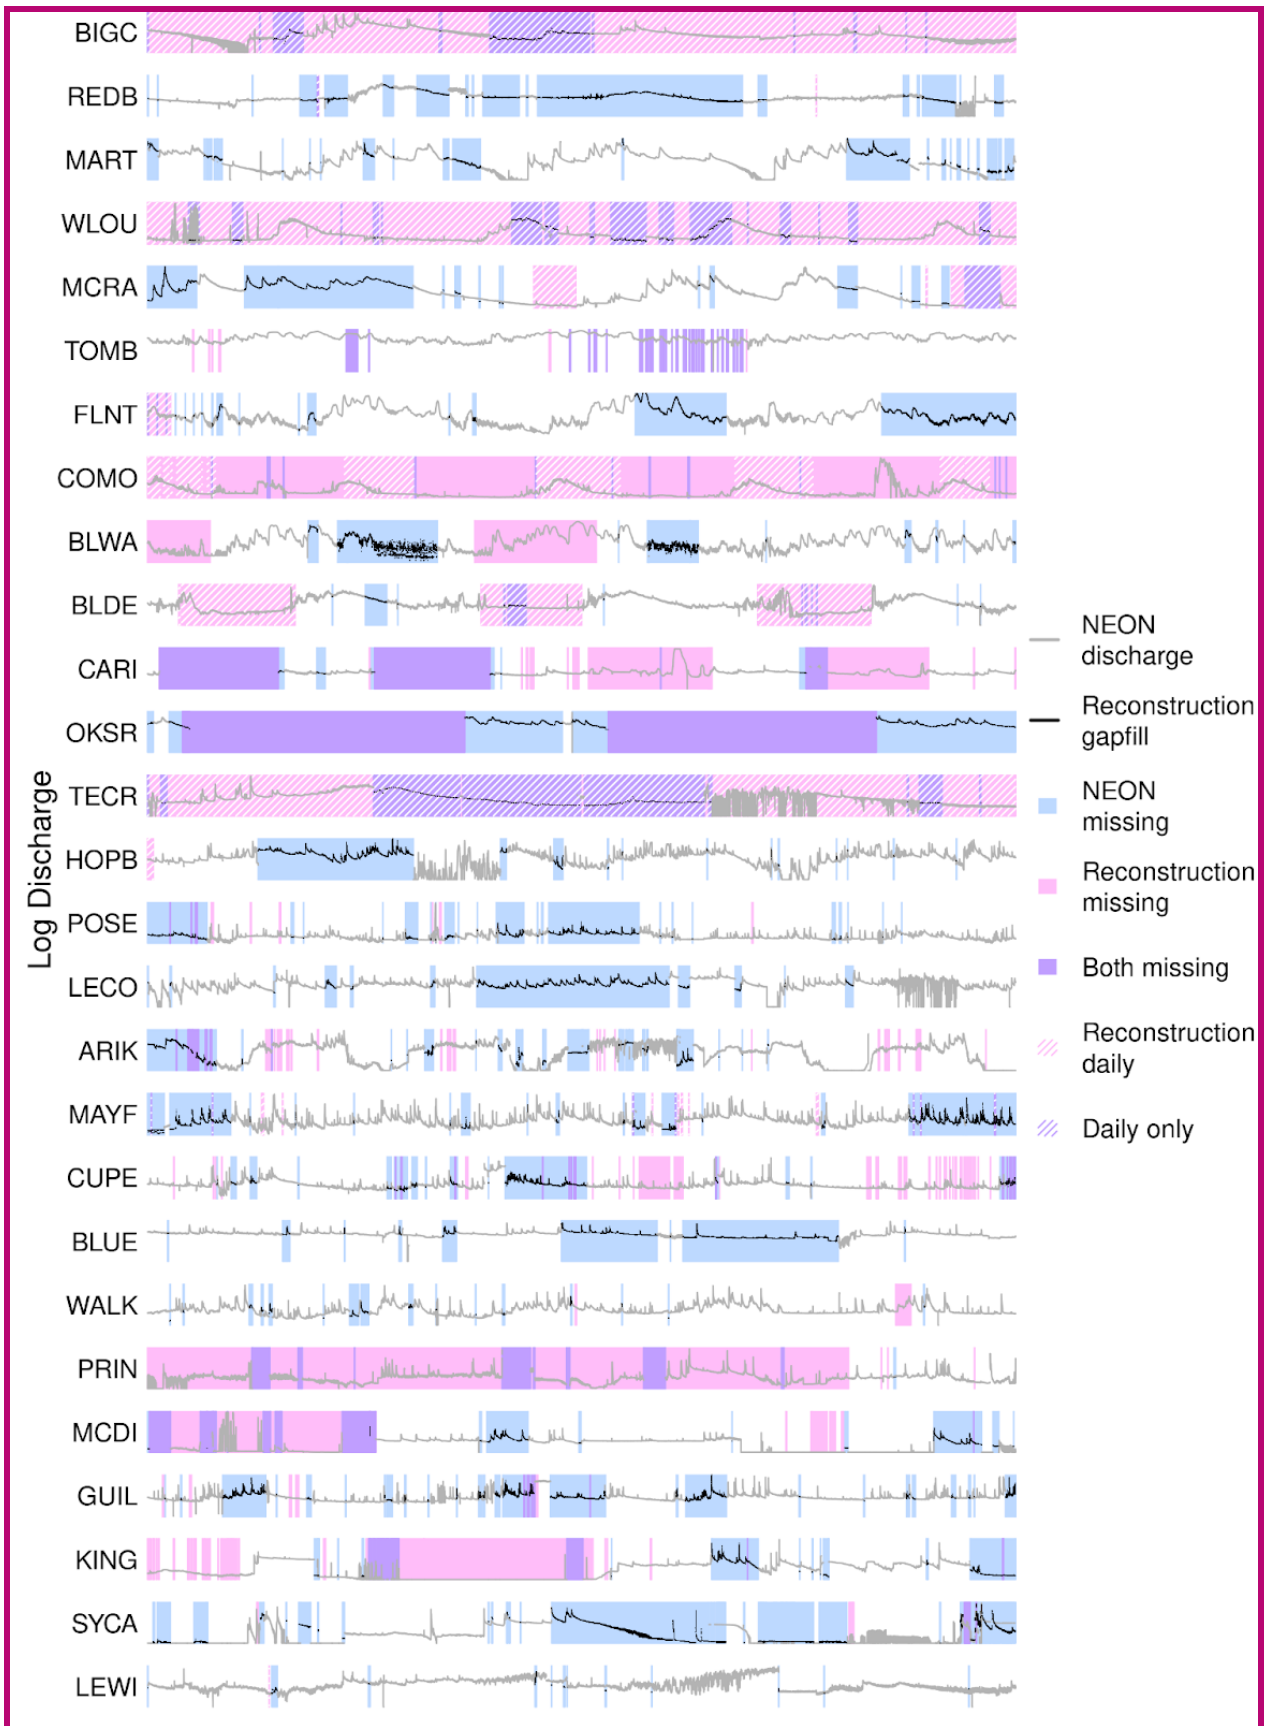 BIGC
REDB
MART
WLOU
MCRA
TOMB
FLNT
COMO
BLWA
BLDE
CARI
OKSR
TECR
HOPB
POSE
LECO
ARIK
MAYF
CUPE
BLUE
WALK
PRIN
MCDI
GUIL
KING
SYCA
LEWI
Log Discharge
NEON
discharge
Reconstruction
gapfill
NEON
missing
Reconstruction
missing
Both missing
Reconstruction
daily
Daily only